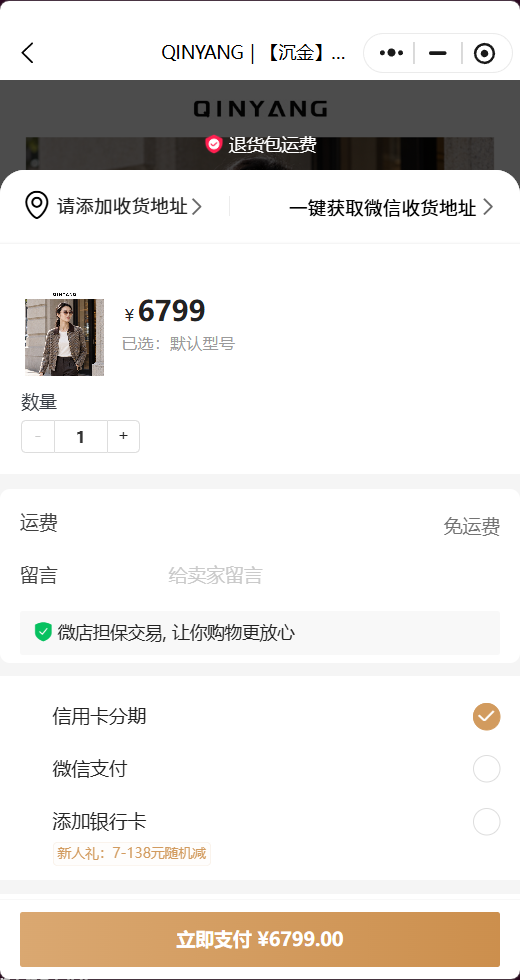 QINYANG | 【沉金】...
QINYANG
退货包运费
请添加收货地址
一键获取微信收货地址
QINYANG
¥6799
已选：默认型号
数量
- 1 +
运费 免运费
留言 给卖家留言
微店担保交易, 让你购物更放心
信用卡分期
微信支付
添加银行卡
新人礼：7-138元随机减
立即支付 ¥6799.00